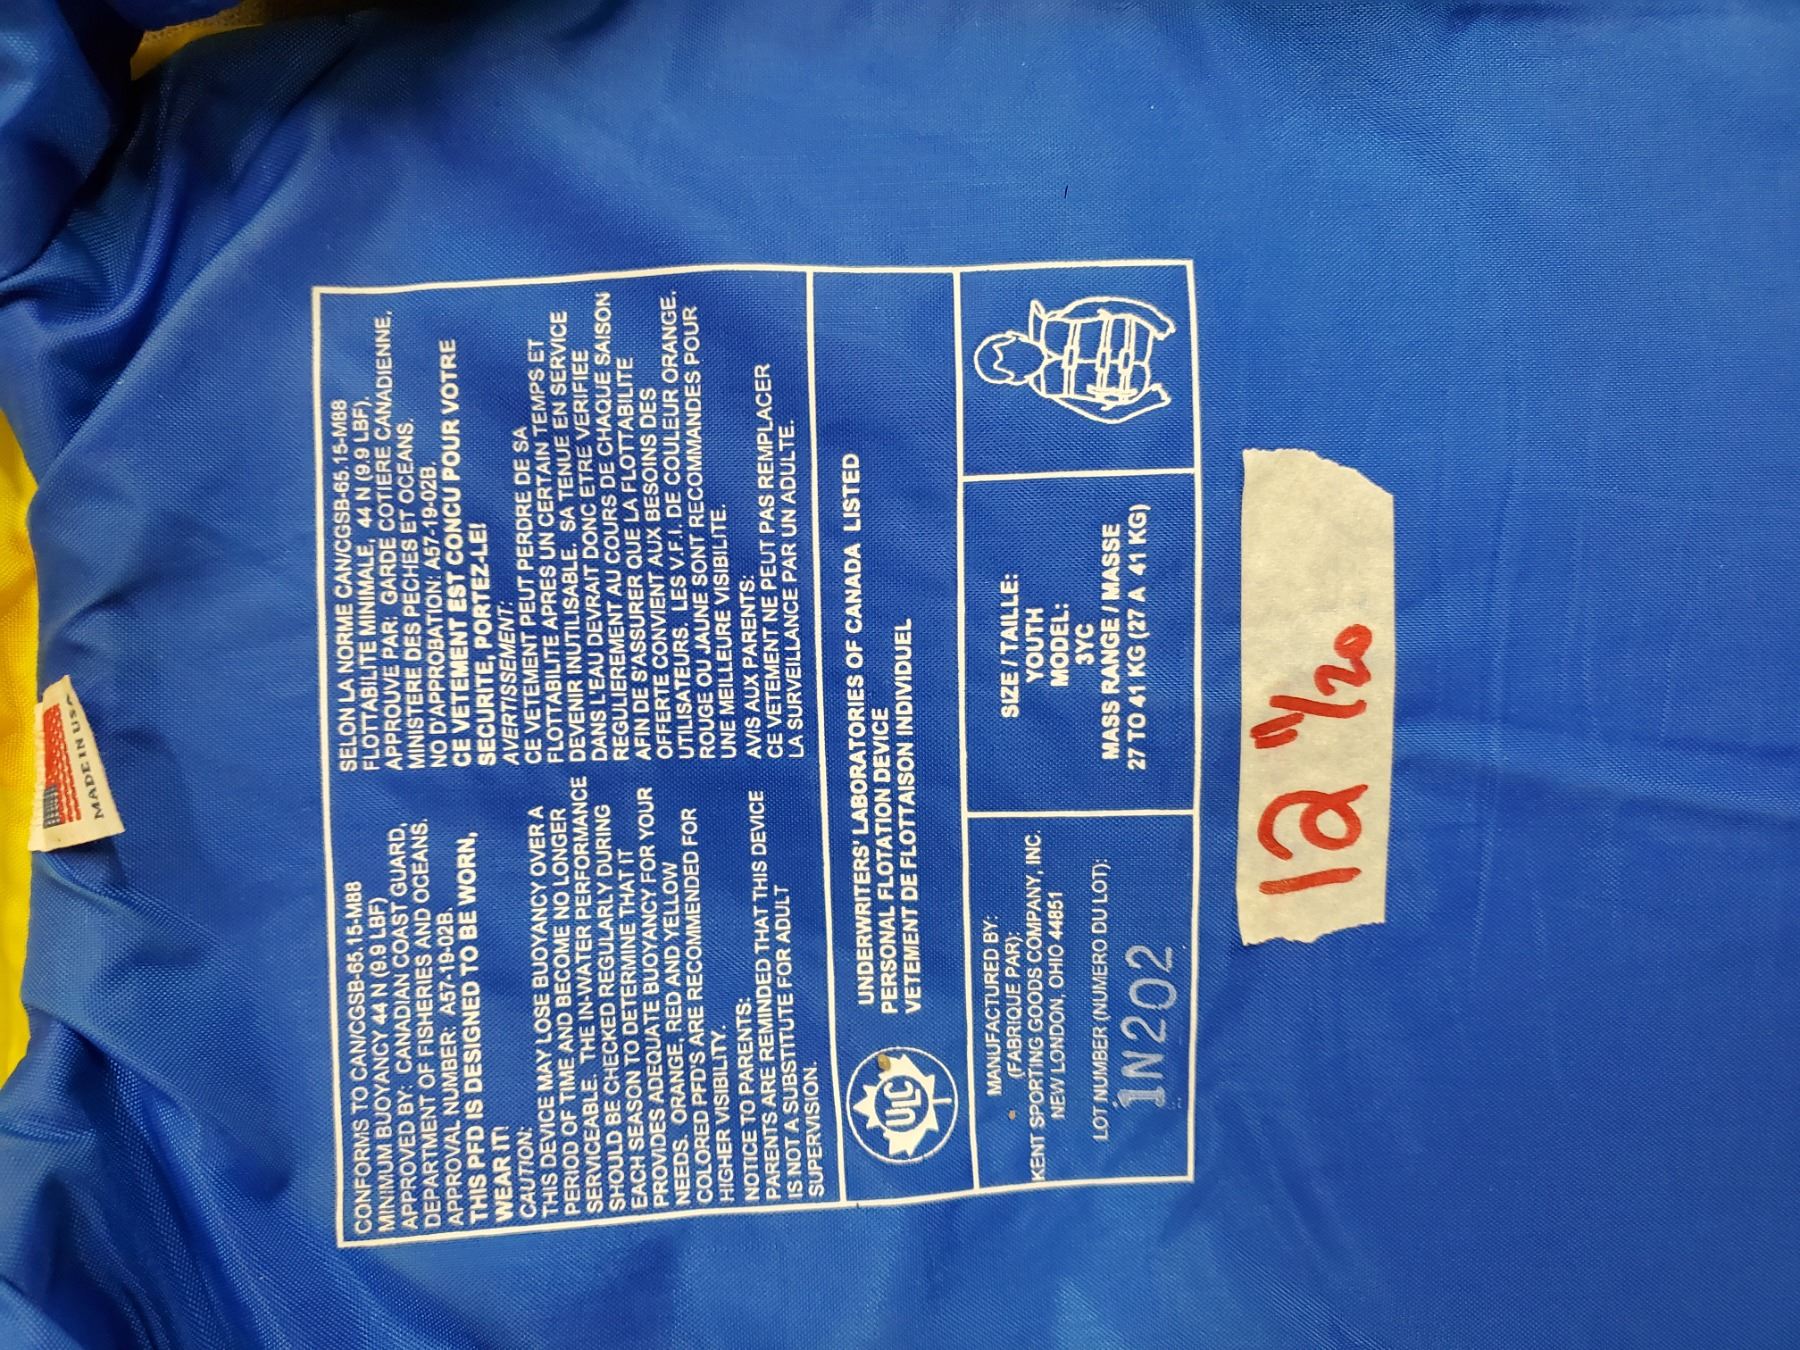 MADE IN USA
CONFORMS TO CAN/CGSB-65.15-M88
MINIMUM BUOYANCY 44 N (9.9 LBF)
APPROVED BY: CANADIAN COAST GUARD,
DEPARTMENT OF FISHERIES AND OCEANS.
APPROVAL NUMBER: A57-19-02B.
THIS PFD IS DESIGNED TO BE WORN,
WEAR IT!
CAUTION:
THIS DEVICE MAY LOSE BUOYANCY OVER A
PERIOD OF TIME AND BECOME NO LONGER
SERVICEABLE. THE IN-WATER PERFORMANCE
SHOULD BE CHECKED REGULARLY DURING
EACH SEASON TO DETERMINE THAT IT
PROVIDES ADEQUATE BUOYANCY FOR YOUR
NEEDS. ORANGE, RED AND YELLOW
COLORED PFD'S ARE RECOMMENDED FOR
HIGHER VISIBILITY.
NOTICE TO PARENTS:
PARENTS ARE REMINDED THAT THIS DEVICE
IS NOT A SUBSTITUTE FOR ADULT
SUPERVISION.
SELON LA NORME CAN/CGSB-65.15-M88
FLOTTABILITE MINIMALE, 44 N (9.9 LBF).
APPROUVE PAR: GARDE COTIERE CANADIENNE,
MINISTERE DES PECHES ET OCEANS.
NO D'APPROBATION: A57-19-02B.
CE VETEMENT EST CONCU POUR VOTRE
SECURITE, PORTEZ-LE!
AVERTISSEMENT:
CE VETEMENT PEUT PERDRE DE SA
FLOTTABILITE APRES UN CERTAIN TEMPS ET
DEVENIR INUTILISABLE. SA TENUE EN SERVICE
DANS L'EAU DEVRAIT DONC ETRE VERIFIEE
REGULIEREMENT AU COURS DE CHAQUE SAISON
AFIN DE S'ASSURER QUE LA FLOTTABILITE
OFFERTE CONVIENT AUX BESOINS DES
UTILISATEURS. LES V.F.I. DE COULEUR ORANGE,
ROUGE OU JAUNE SONT RECOMMANDES POUR
UNE MEILLEURE VISIBILITE.
AVIS AUX PARENTS:
CE VETEMENT NE PEUT PAS REMPLACER
LA SURVEILLANCE PAR UN ADULTE.
ULC
UNDERWRITERS' LABORATORIES OF CANADA LISTED
PERSONAL FLOTATION DEVICE
VETEMENT DE FLOTTAISON INDIVIDUEL
MANUFACTURED BY:
(FABRIQUE PAR):
KENT SPORTING GOODS COMPANY, INC.
NEW LONDON, OHIO 44851
LOT NUMBER (NUMERO DU LOT):
1N202
SIZE / TAILLE:
YOUTH
MODEL:
3YC
MASS RANGE / MASSE
27 TO 41 KG (27 A 41 KG)